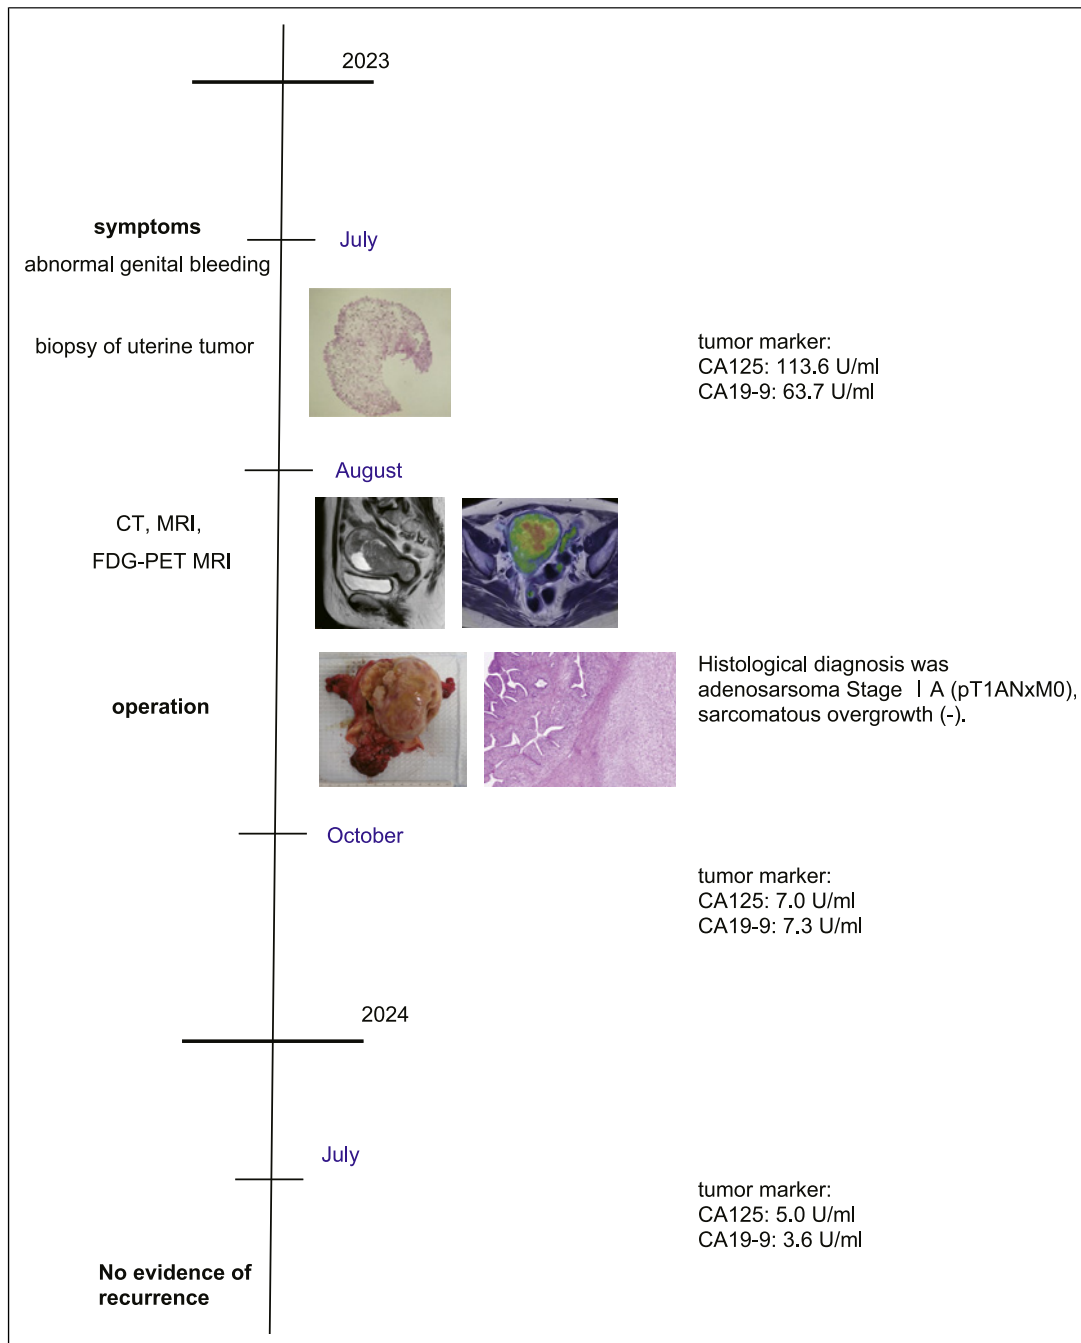 2023
symptoms
July
abnormal genital bleeding
biopsy of uterine tumor
tumor marker:
CA125: 113.6 U/ml
CA19-9: 63.7 U/ml
August
CT, MRI,
FDG-PET MRI
operation
Histological diagnosis was
adenosarsoma Stage Ⅰ A (pT1ANxM0),
sarcomatous overgrowth (-).
October
tumor marker:
CA125: 7.0 U/ml
CA19-9: 7.3 U/ml
2024
July
tumor marker:
CA125: 5.0 U/ml
CA19-9: 3.6 U/ml
No evidence of
recurrence